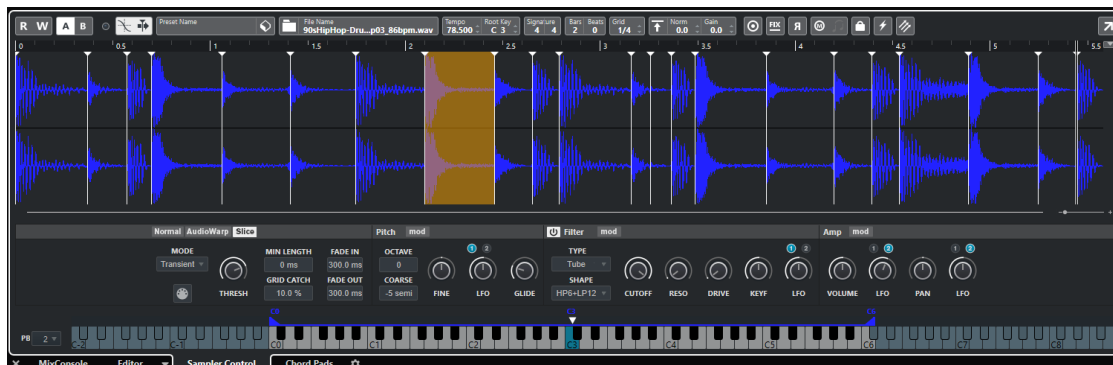 R W A B Preset Name File Name 90sHipHop-Dru...p03_86bpm.wav Tempo 78.500 Root Key C 3 Signature 4 4 Bars 2 Beats 0 Grid 1/4 Norm 0.0 Gain 0.0 FIX R M
0 0.5 1 1.5 2 2.5 3 3.5 4 4.5 5 5.5
Normal AudioWarp Slice Pitch mod Filter mod Amp mod
MODE MIN LENGTH FADE IN OCTAVE 1 2 TYPE 1 2 1 2 1 2
Transient 0 ms 300.0 ms 0 Tube
GRID CATCH FADE OUT COARSE SHAPE
THRESH 10.0 % 300.0 ms -5 semi FINE LFO GLIDE HP6+LP12 CUTOFF RESO DRIVE KEYF LFO VOLUME LFO PAN LFO
C0 C3 C6
PB 2
C-2 C-1 C0 C1 C2 C3 C4 C5 C6 C7 C8
MixConsole Editor Sampler Control Chord Pads